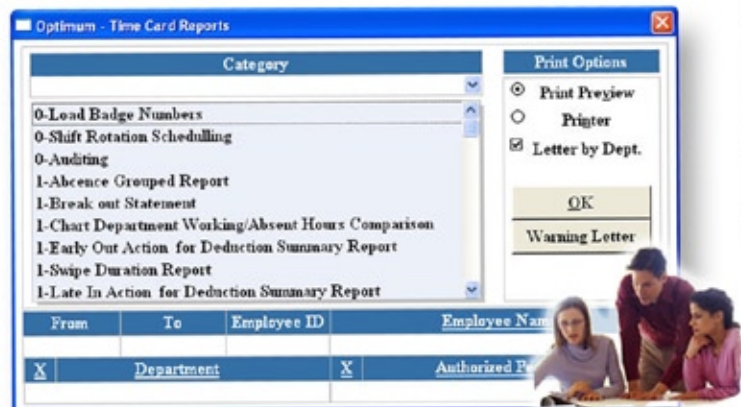 Optimum - Time Card Reports
Category
Print Options
Print Preview
Printer
Letter by Dept.
0-Load Badge Numbers
0-Shift Rotation Schedulling
0-Auditing
1-Abcence Grouped Report
1-Break out Statement
1-Chart Department Working/Absent Hours Comparison
1-Early Out Action for Deduction Summary Report
1-Swipe Duration Report
1-Late In Action for Deduction Summary Report
OK
Warning Letter
From To Employee ID Employee Nam
X Department X Authorized P